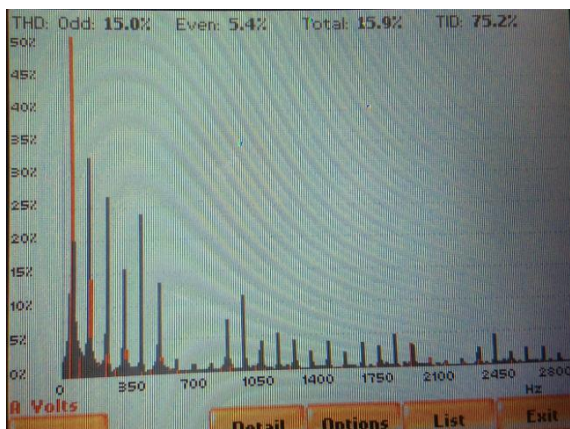 THD: Odd: 15.0% Even: 5.4% Total: 15.9% TID: 75.2%
50%
45%
40%
35%
30%
25%
20%
15%
10%
5%
0%
0 350 700 1050 1400 1750 2100 2450 2800
Hz
A Volts
Detail Options List Exit